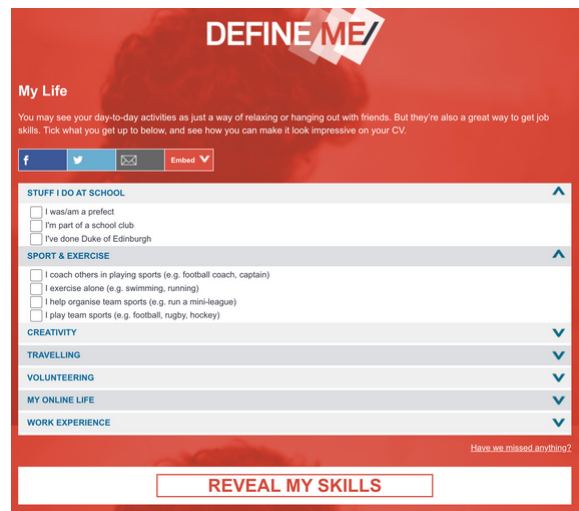 DEFINE ME/
My Life
You may see your day-to-day activities as just a way of relaxing or hanging out with friends. But they're also a great way to get job
skills. Tick what you get up to below, and see how you can make it look impressive on your CV.
f
Embed
STUFF I DO AT SCHOOL
I was/am a prefect
I'm part of a school club
I've done Duke of Edinburgh
SPORT & EXERCISE
I coach others in playing sports (e.g. football coach, captain)
I exercise alone (e.g. swimming, running)
I help organise team sports (e.g. run a mini-league)
I play team sports (e.g. football, rugby, hockey)
CREATIVITY
TRAVELLING
VOLUNTEERING
MY ONLINE LIFE
WORK EXPERIENCE
Have we missed anything?
REVEAL MY SKILLS